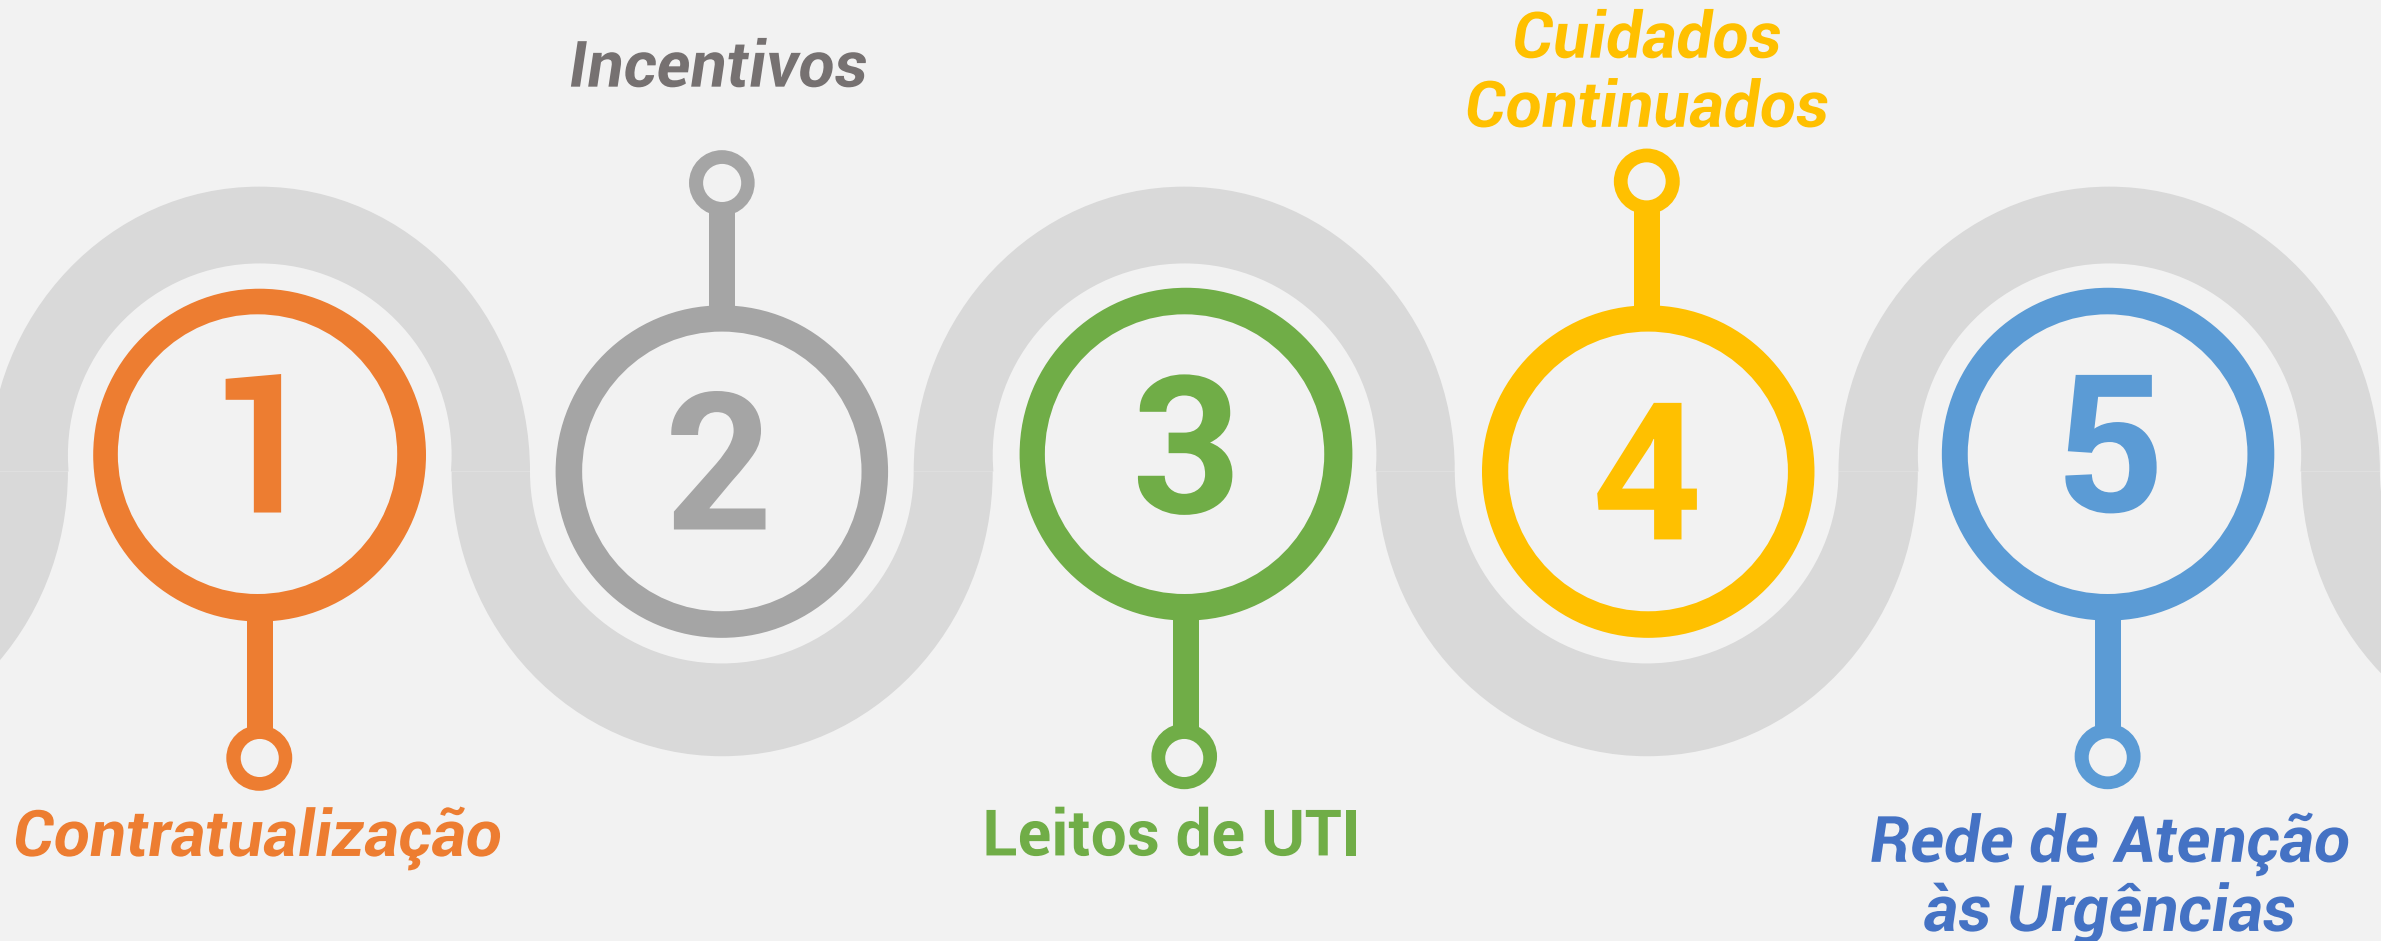 1
Contratualização
Incentivos
2
3
Leitos de UTI
Cuidados
Continuados
4
5
Rede de Atenção
às Urgências